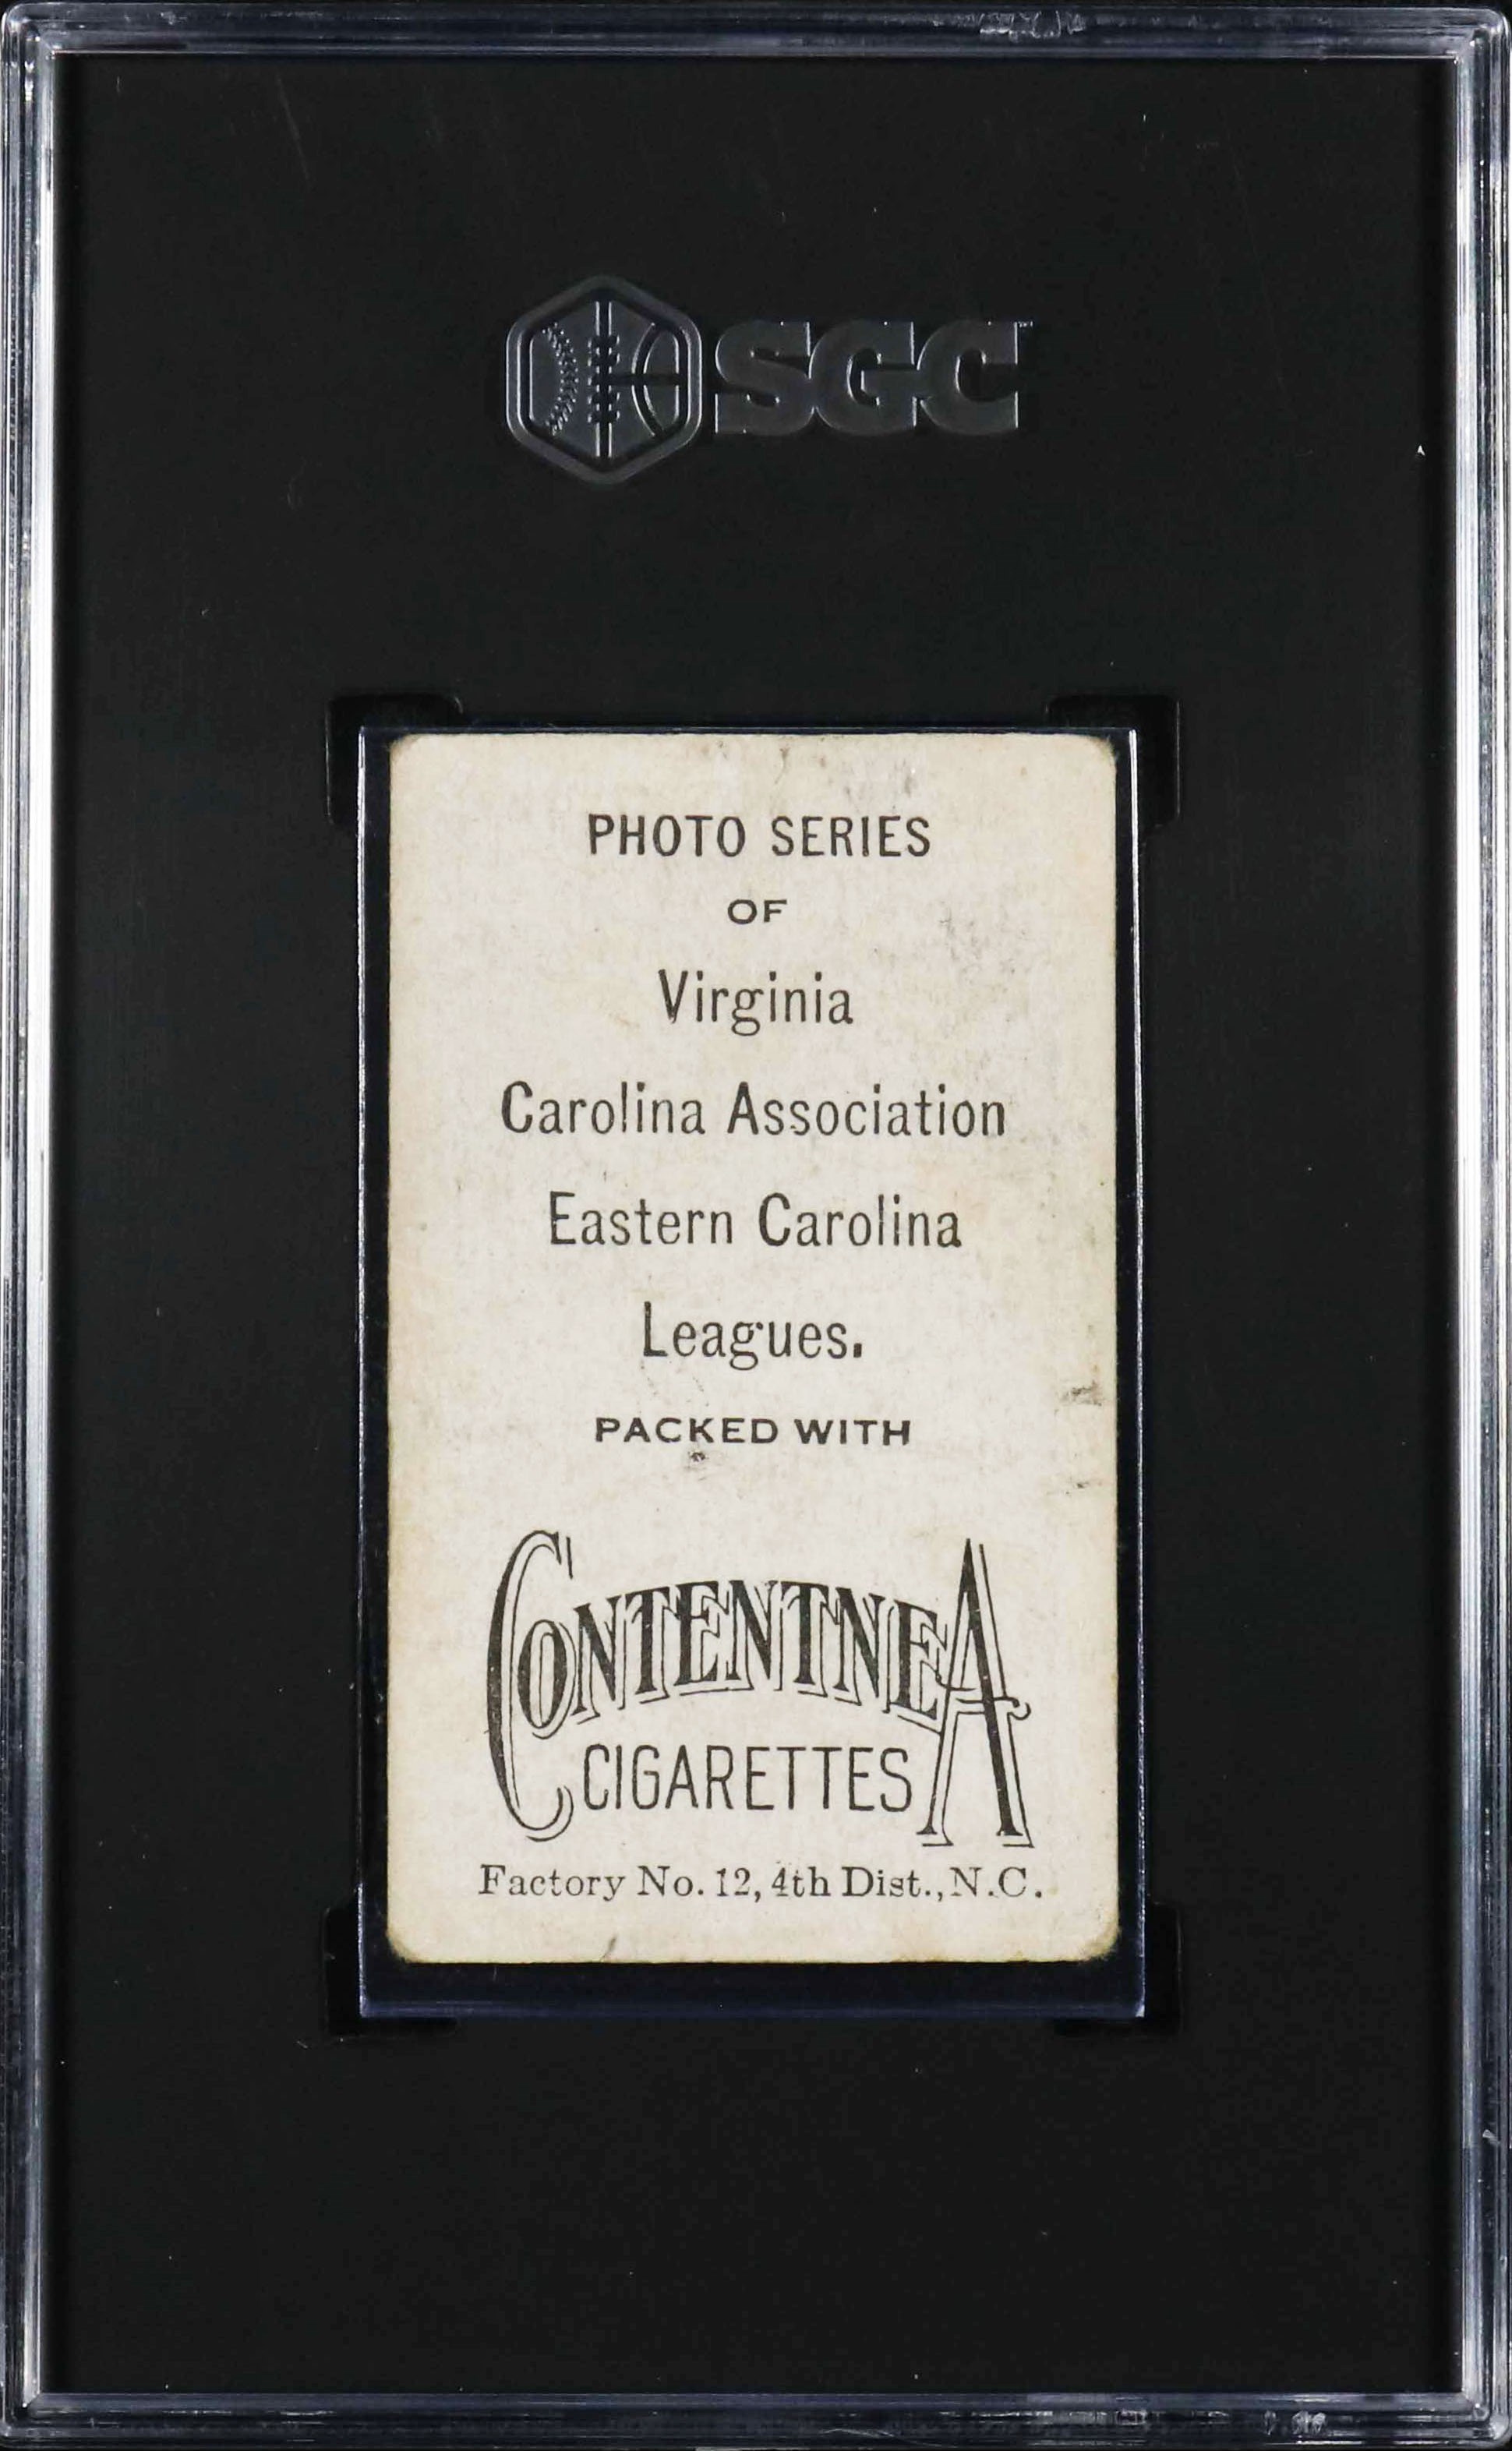 SGC
PHOTO SERIES
OF
Virginia
Carolina Association
Eastern Carolina
Leagues.
PACKED WITH
CONTENTNEA
CIGARETTES
Factory No. 12, 4th Dist., N.C.